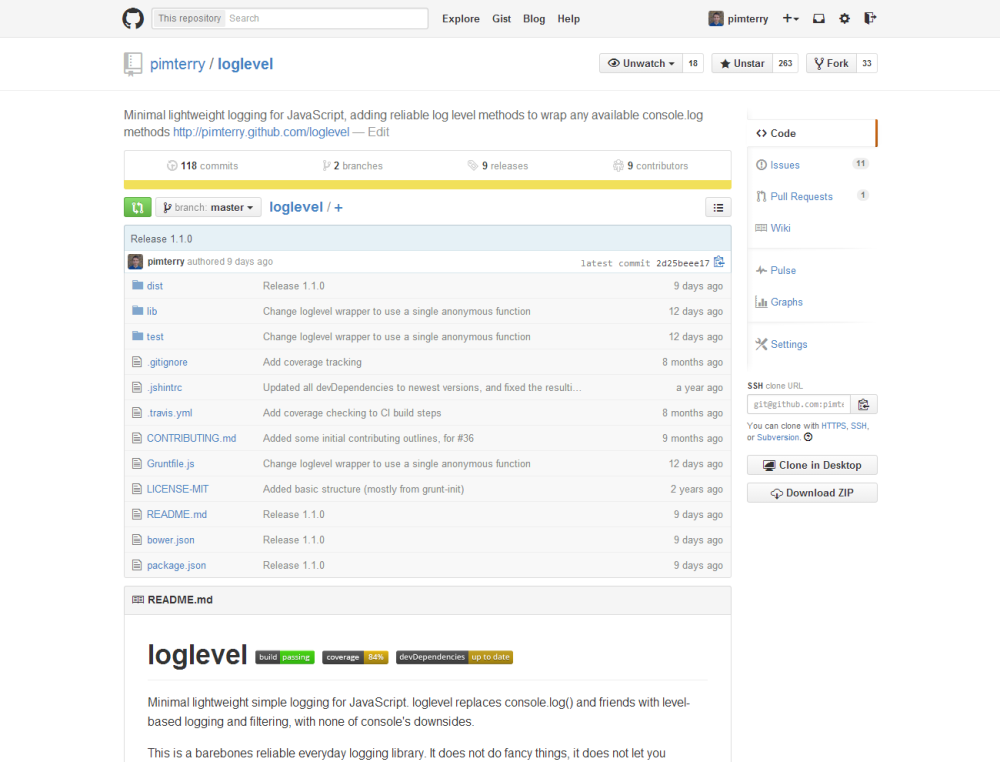 This repository Search Explore Gist Blog Help pimterry
pimterry / loglevel Unwatch 18 Unstar 263 Fork 33
Minimal lightweight logging for JavaScript, adding reliable log level methods to wrap any available console.log
methods http://pimterry.github.com/loglevel — Edit
118 commits 2 branches 9 releases 9 contributors
branch: master loglevel / +
Release 1.1.0
pimterry authored 9 days ago latest commit 2d25beee17
dist Release 1.1.0 9 days ago
lib Change loglevel wrapper to use a single anonymous function 12 days ago
test Change loglevel wrapper to use a single anonymous function 12 days ago
.gitignore Add coverage tracking 8 months ago
.jshintrc Updated all devDependencies to newest versions, and fixed the resulti… a year ago
.travis.yml Add coverage checking to CI build steps 8 months ago
CONTRIBUTING.md Added some initial contributing outlines, for #36 9 months ago
Gruntfile.js Change loglevel wrapper to use a single anonymous function 12 days ago
LICENSE-MIT Added basic structure (mostly from grunt-init) 2 years ago
README.md Release 1.1.0 9 days ago
bower.json Release 1.1.0 9 days ago
package.json Release 1.1.0 9 days ago
Code
Issues 11
Pull Requests 1
Wiki
Pulse
Graphs
Settings
SSH clone URL
git@github.com:pimte
You can clone with HTTPS, SSH,
or Subversion.
Clone in Desktop
Download ZIP
README.md
loglevel build passing coverage 84% devDependencies up to date
Minimal lightweight simple logging for JavaScript. loglevel replaces console.log() and friends with level-
based logging and filtering, with none of console's downsides.
This is a barebones reliable everyday logging library. It does not do fancy things, it does not let you